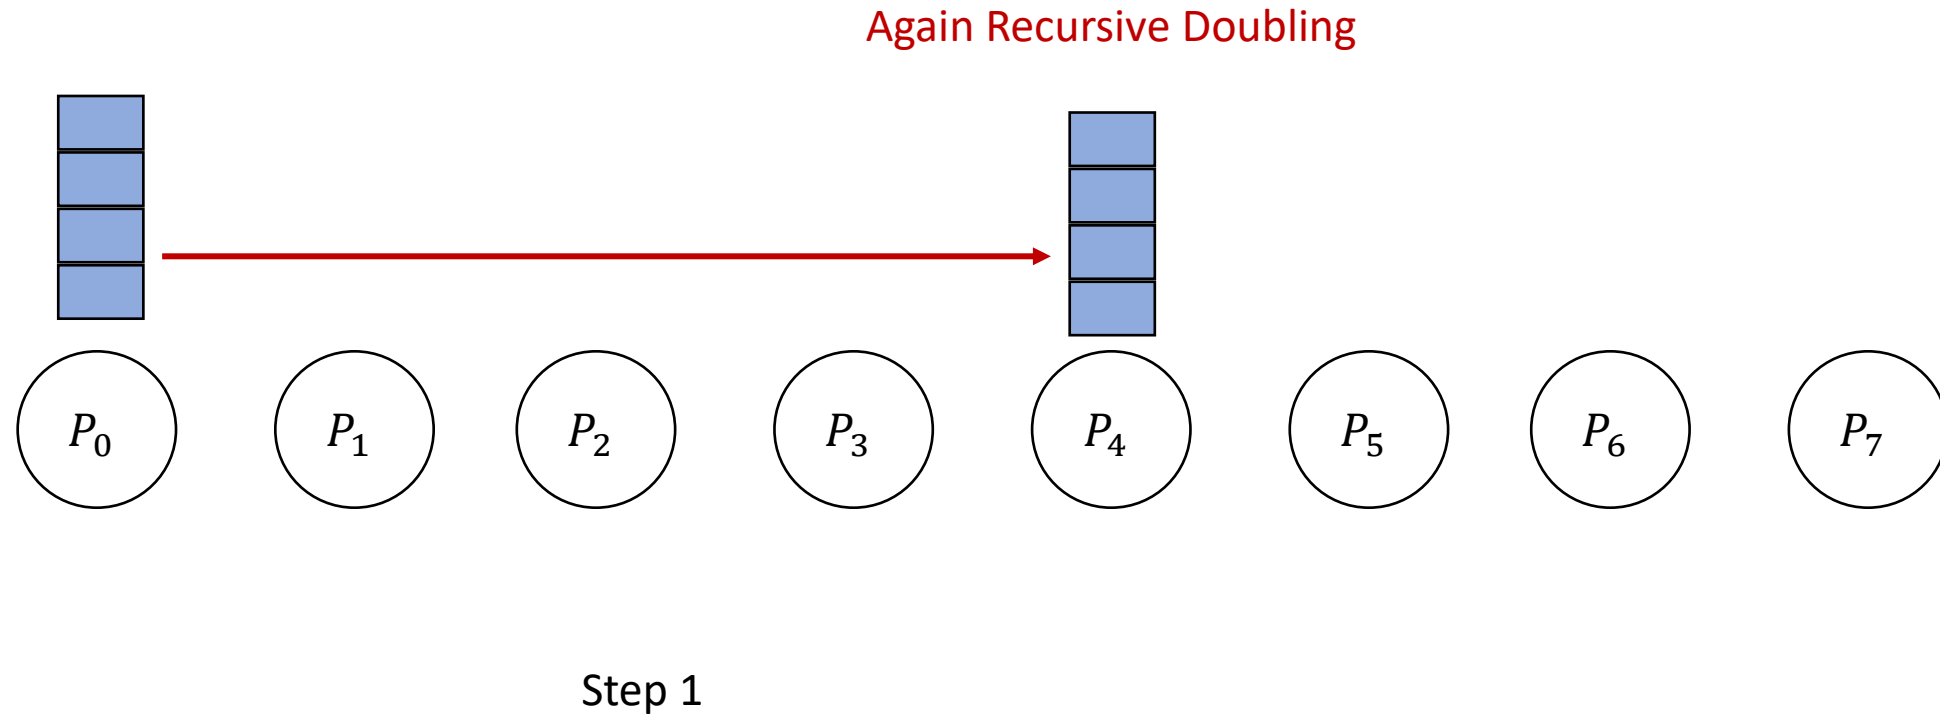 Again Recursive Doubling
P₀ P₁ P₂ P₃ P₄ P₅ P₆ P₇
Step 1